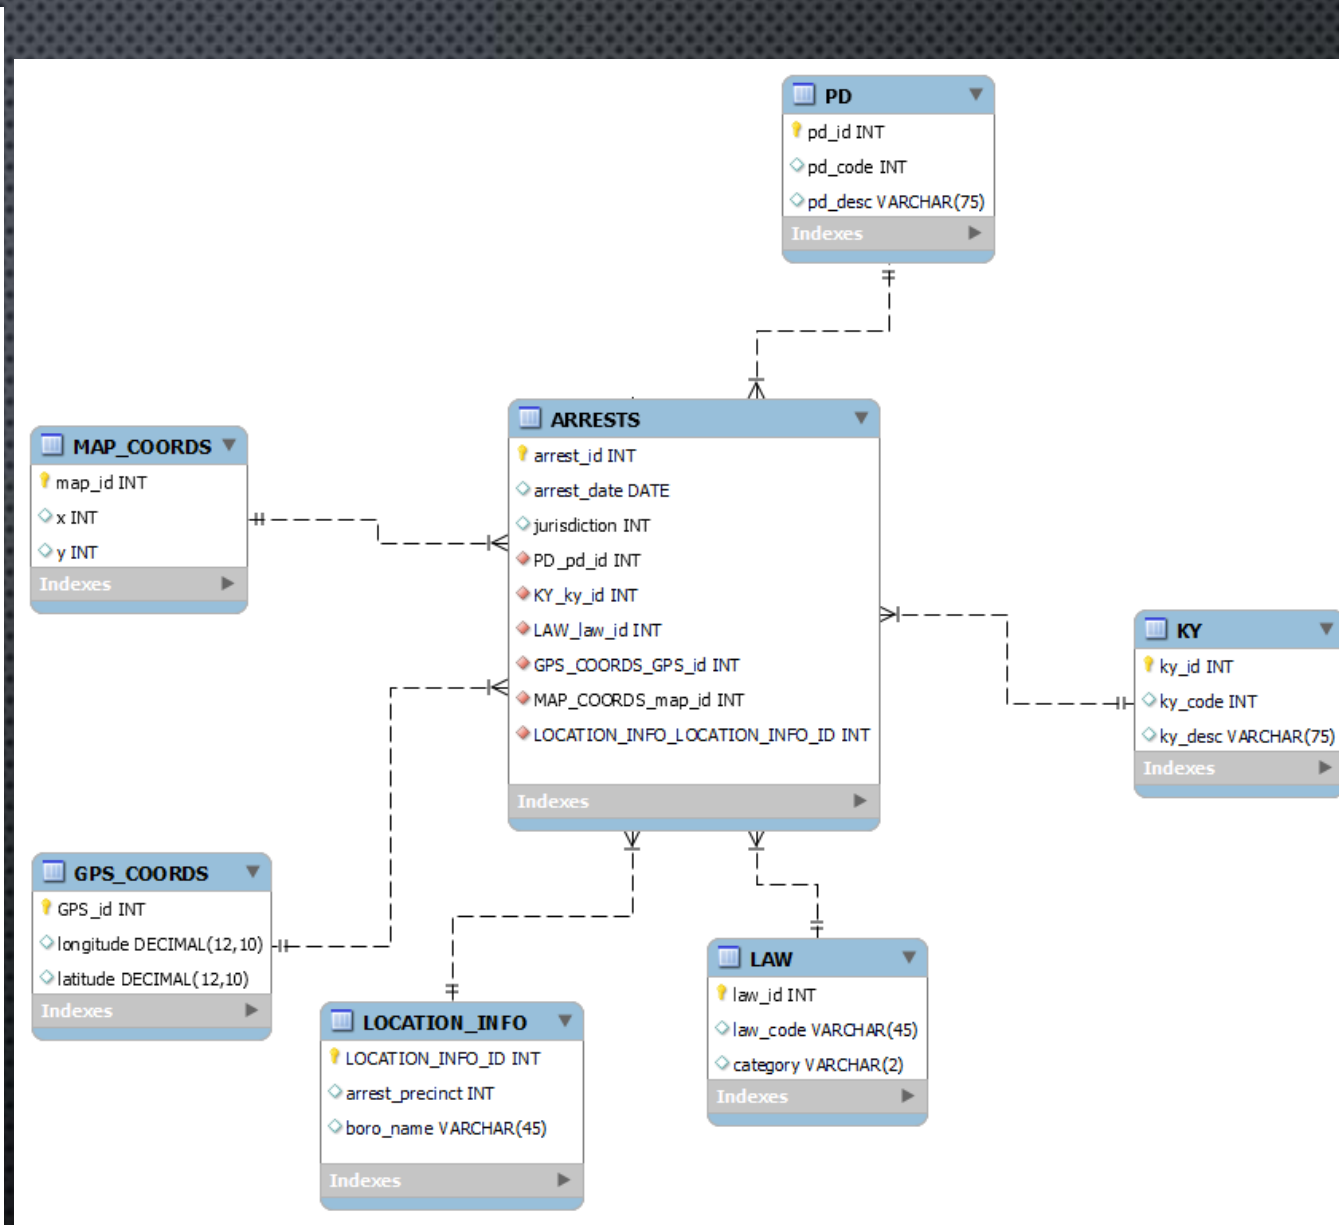 PD
pd_id INT
pd_code INT
pd_desc VARCHAR(75)
Indexes
ARRESTS
arrest_id INT
arrest_date DATE
jurisdiction INT
PD_pd_id INT
KY_ky_id INT
LAW_law_id INT
GPS_COORDS_GPS_id INT
MAP_COORDS_map_id INT
LOCATION_INFO_LOCATION_INFO_ID INT
Indexes
MAP_COORDS
map_id INT
x INT
y INT
Indexes
KY
ky_id INT
ky_code INT
ky_desc VARCHAR(75)
Indexes
GPS_COORDS
GPS_id INT
longitude DECIMAL(12,10)
latitude DECIMAL(12,10)
Indexes
LOCATION_INFO
LOCATION_INFO_ID INT
arrest_precinct INT
boro_name VARCHAR(45)
Indexes
LAW
law_id INT
law_code VARCHAR(45)
category VARCHAR(2)
Indexes